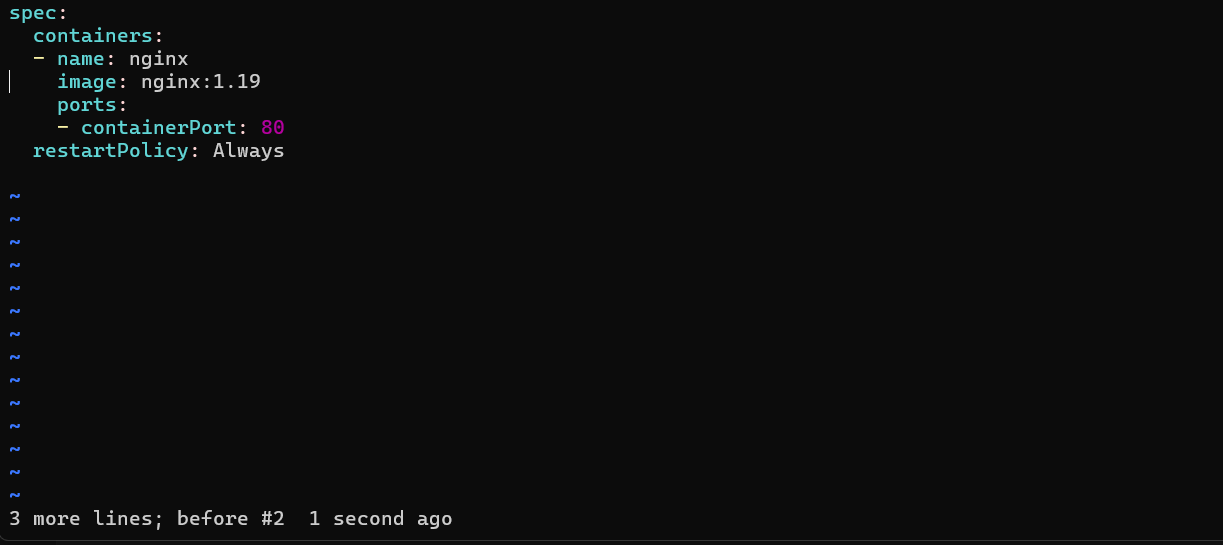 spec:
  containers:
  - name: nginx
    image: nginx:1.19
    ports:
    - containerPort: 80
  restartPolicy: Always
~
~
~
~
~
~
~
~
~
~
~
~
~
~
3 more lines; before #2  1 second ago